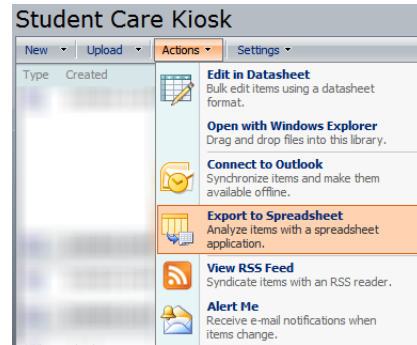 Student Care Kiosk
New Upload Actions Settings
Type Created
Edit in Datasheet
Bulk edit items using a datasheet
format.
Open with Windows Explorer
Drag and drop files into this library.
Connect to Outlook
Synchronize items and make them
available offline.
Export to Spreadsheet
Analyze items with a spreadsheet
application.
View RSS Feed
Syndicate items with an RSS reader.
Alert Me
Receive e-mail notifications when
items change.